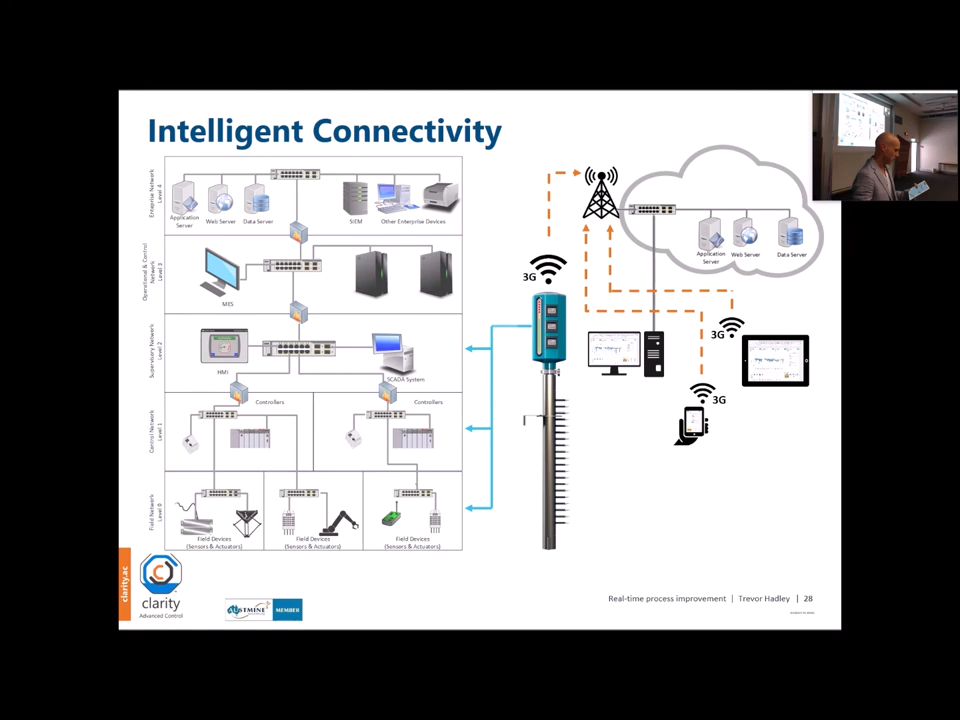 Intelligent Connectivity
Enterprise Network
Level 4
Application
Server
Web Server
Data Server
SIEM
Other Enterprise Devices
Operational & Control
Network
Level 3
MES
Supervisory Network
Level 2
HMI
SCADA System
Control Network
Level 1
Controllers
Controllers
Field Network
Level 0
Field Devices
(Sensors & Actuators)
Field Devices
(Sensors & Actuators)
Field Devices
(Sensors & Actuators)
3G
Application
Server
Web Server
Data Server
3G
3G
clarity.ac
clarity
Advanced Control
AUSTMINE
MEMBER
Real-time process improvement | Trevor Hadley | 28